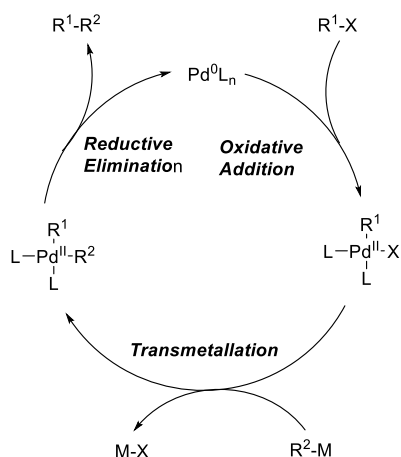 R¹-R²
R¹-X
Pd⁰Lₙ
Reductive
Elimination
Oxidative
Addition
R¹
L-Pdᴵᴵ-R²
L
R¹
L-Pdᴵᴵ-X
L
Transmetallation
M-X
R²-M